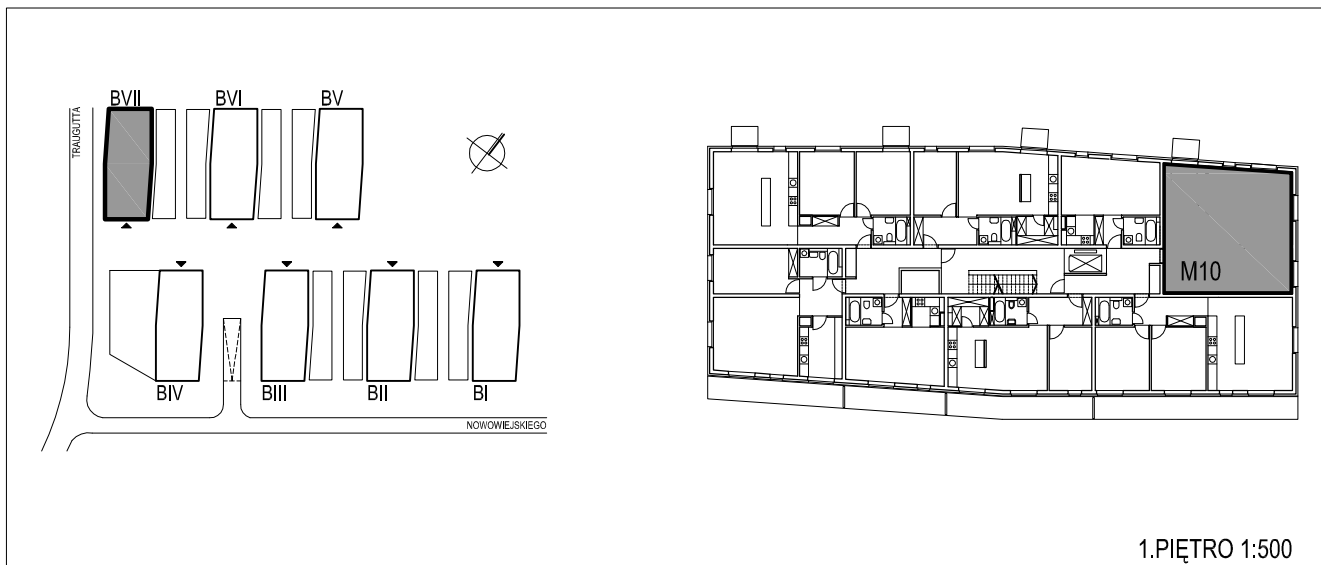 BVII
BVI
BV
TRAUGUTTA
BIV
BIII
BII
BI
NOWOWIEJSKIEGO
M10
1.PIĘTRO 1:500